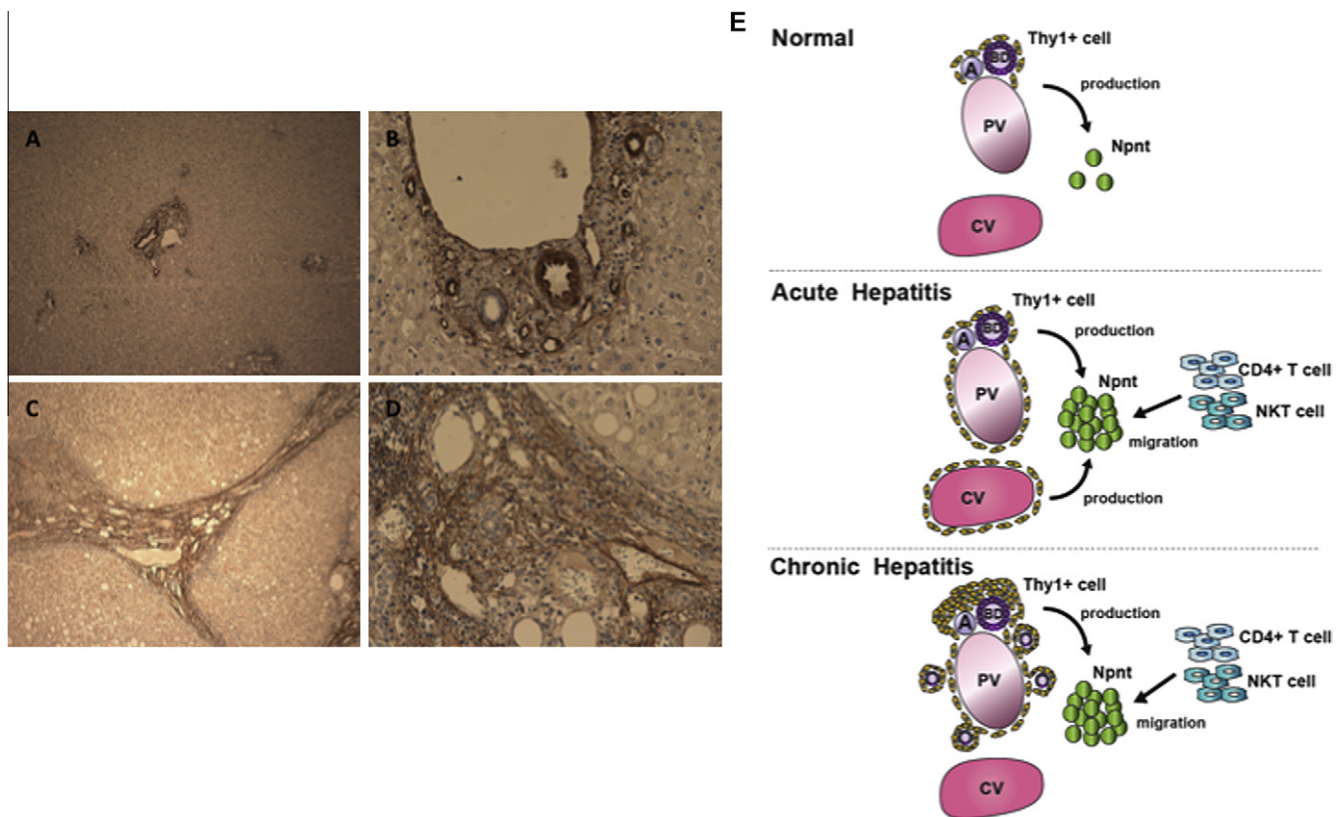 A
B
C
D
E
Normal
Thy1+ cell
A
BD
production
PV
Npnt
CV
Acute Hepatitis
Thy1+ cell
A
BD
production
CD4+ T cell
Npnt
PV
NKT cell
migration
CV
production
Chronic Hepatitis
Thy1+ cell
production
A
BD
CD4+ T cell
Npnt
PV
NKT cell
migration
CV